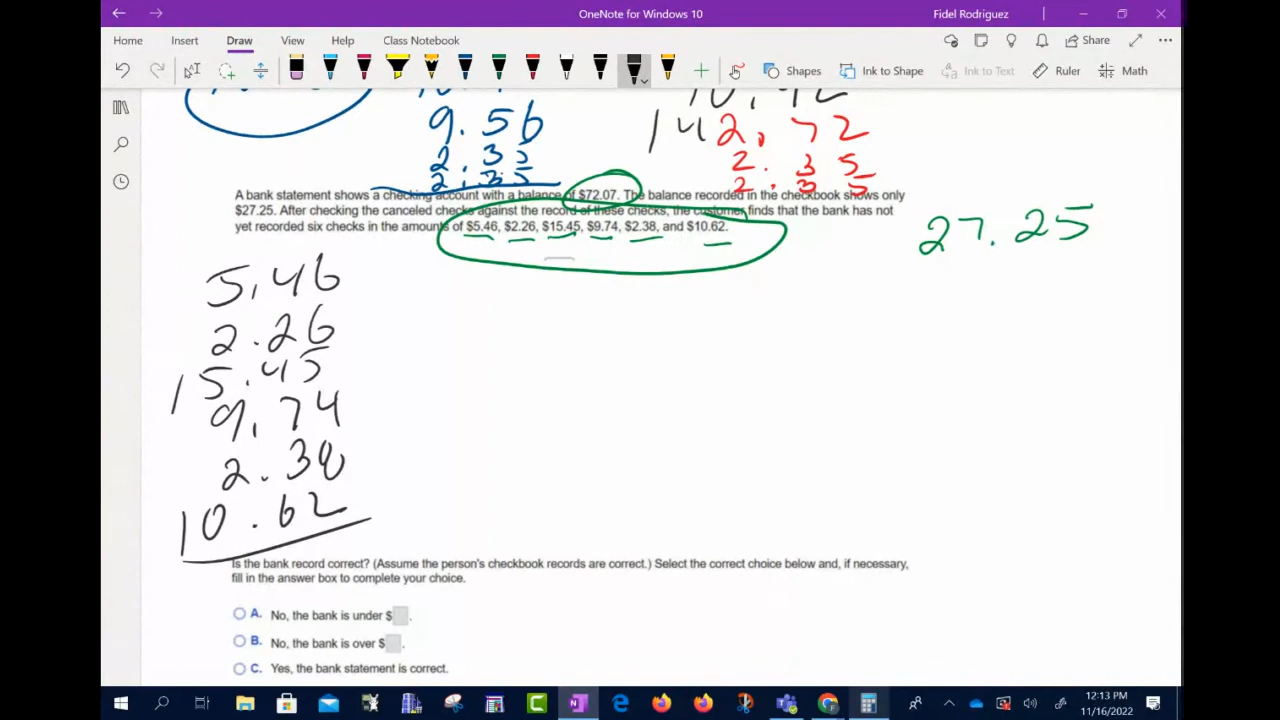 OneNote for Windows 10
Fidel Rodriguez
Home Insert Draw View Help Class Notebook
Share
Shapes Ink to Shape Ink to Text Ruler Math
9.56
2.35
2.35
10.42
142.72
2.35
2.35
A bank statement shows a checking account with a balance of $72.07. The balance recorded in the checkbook shows only
$27.25. After checking the canceled checks against the record of these checks, the customer finds that the bank has not
yet recorded six checks in the amounts of $5.46, $2.26, $15.45, $9.74, $2.38, and $10.62.
27.25
5.46
2.26
15.45
9.74
2.38
10.62
Is the bank record correct? (Assume the person's checkbook records are correct.) Select the correct choice below and, if necessary,
fill in the answer box to complete your choice.
A. No, the bank is under $ .
B. No, the bank is over $ .
C. Yes, the bank statement is correct.
12:13 PM
11/16/2022